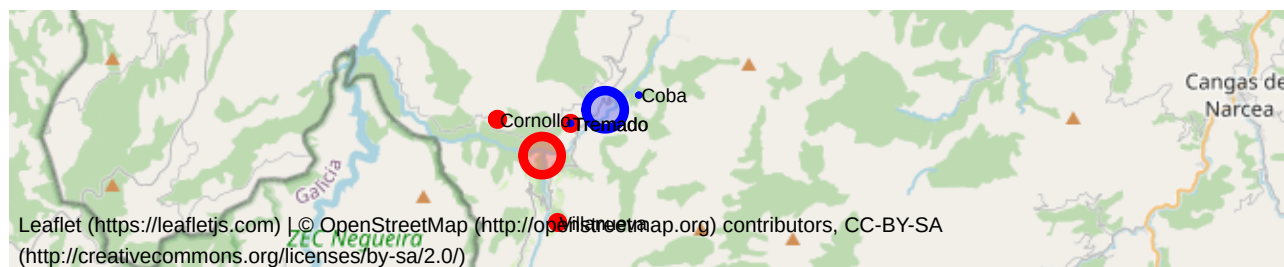 Cangas de
Narcea
Coba
Cornollo
Tremado
Galicia
Villanueva
Leaflet (https://leafletjs.com) | © OpenStreetMap (http://openstreetmap.org) contributors, CC-BY-SA
ZEC Negueira
(http://creativecommons.org/licenses/by-sa/2.0/)